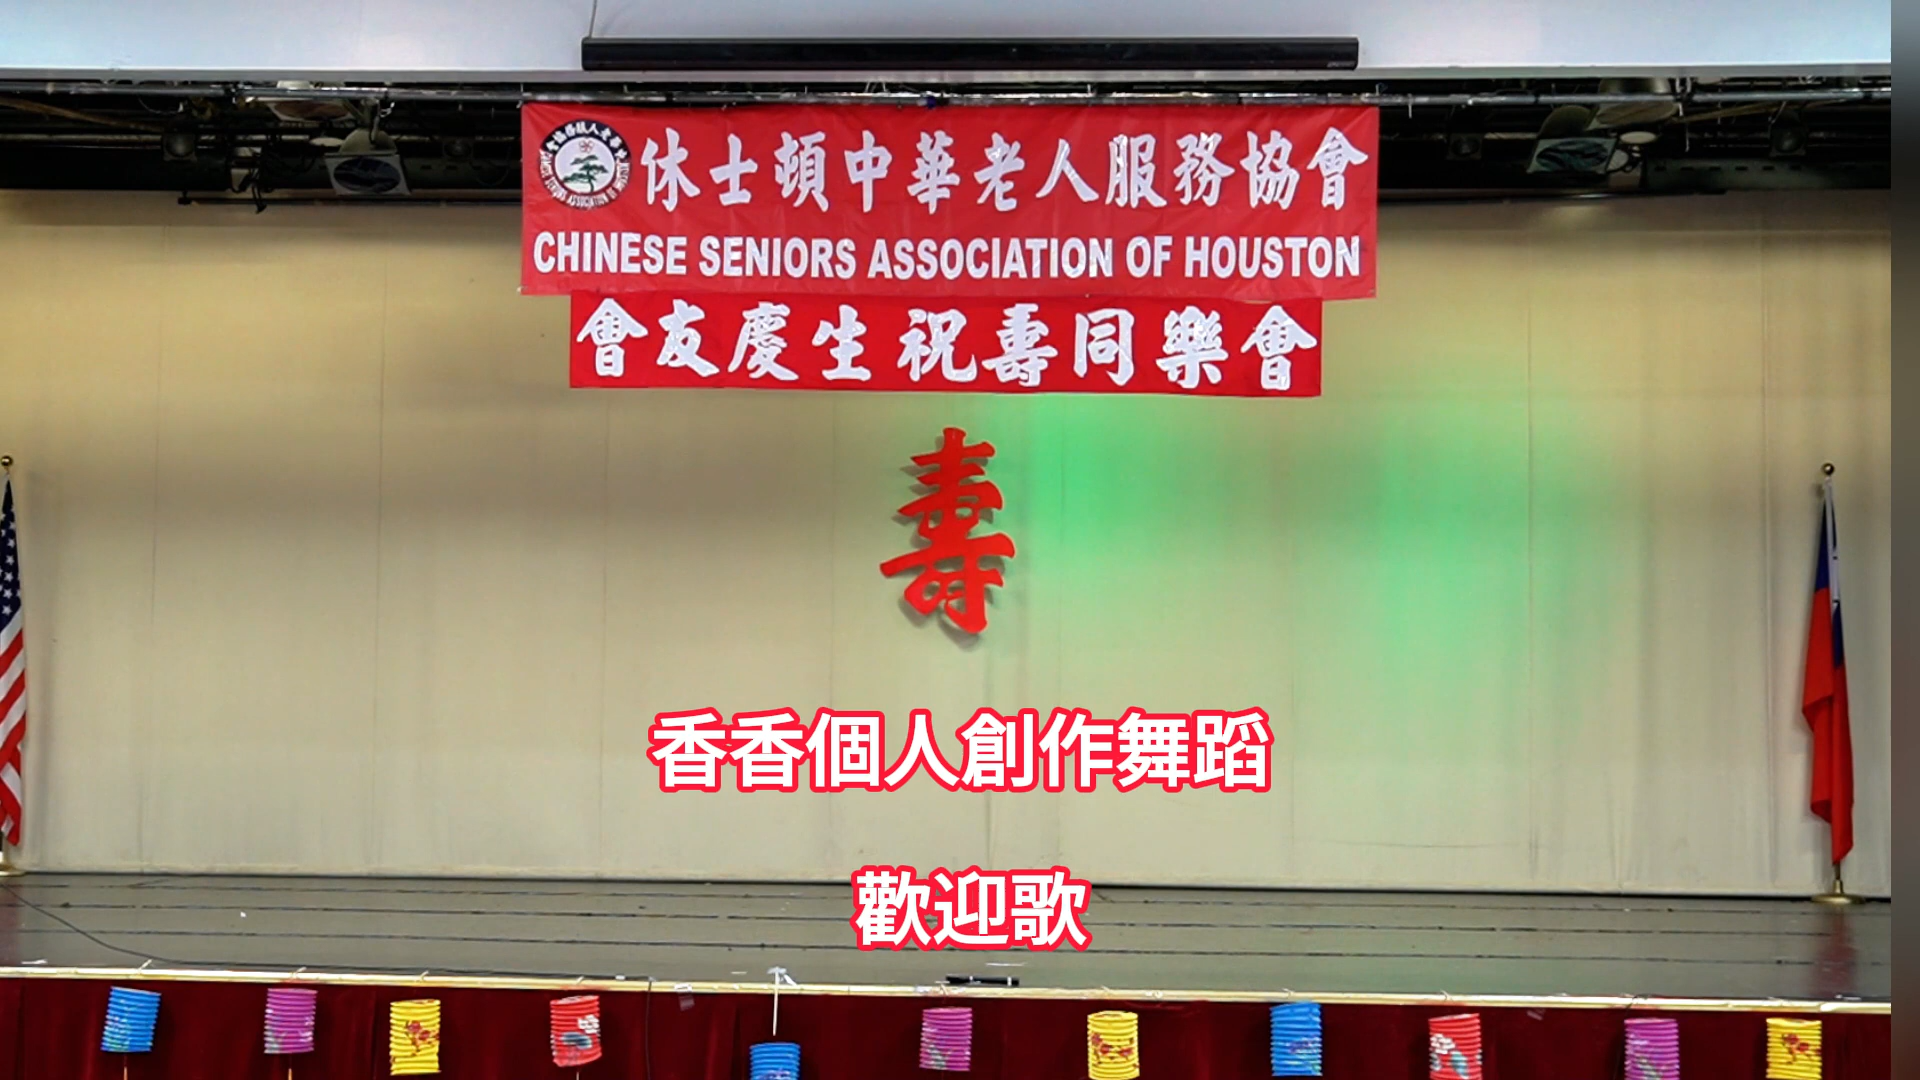 休士頓中華老人服務協會
CHINESE SENIORS ASSOCIATION OF HOUSTON
會友慶生祝壽同樂會
壽
香香個人創作舞蹈
歡迎歌